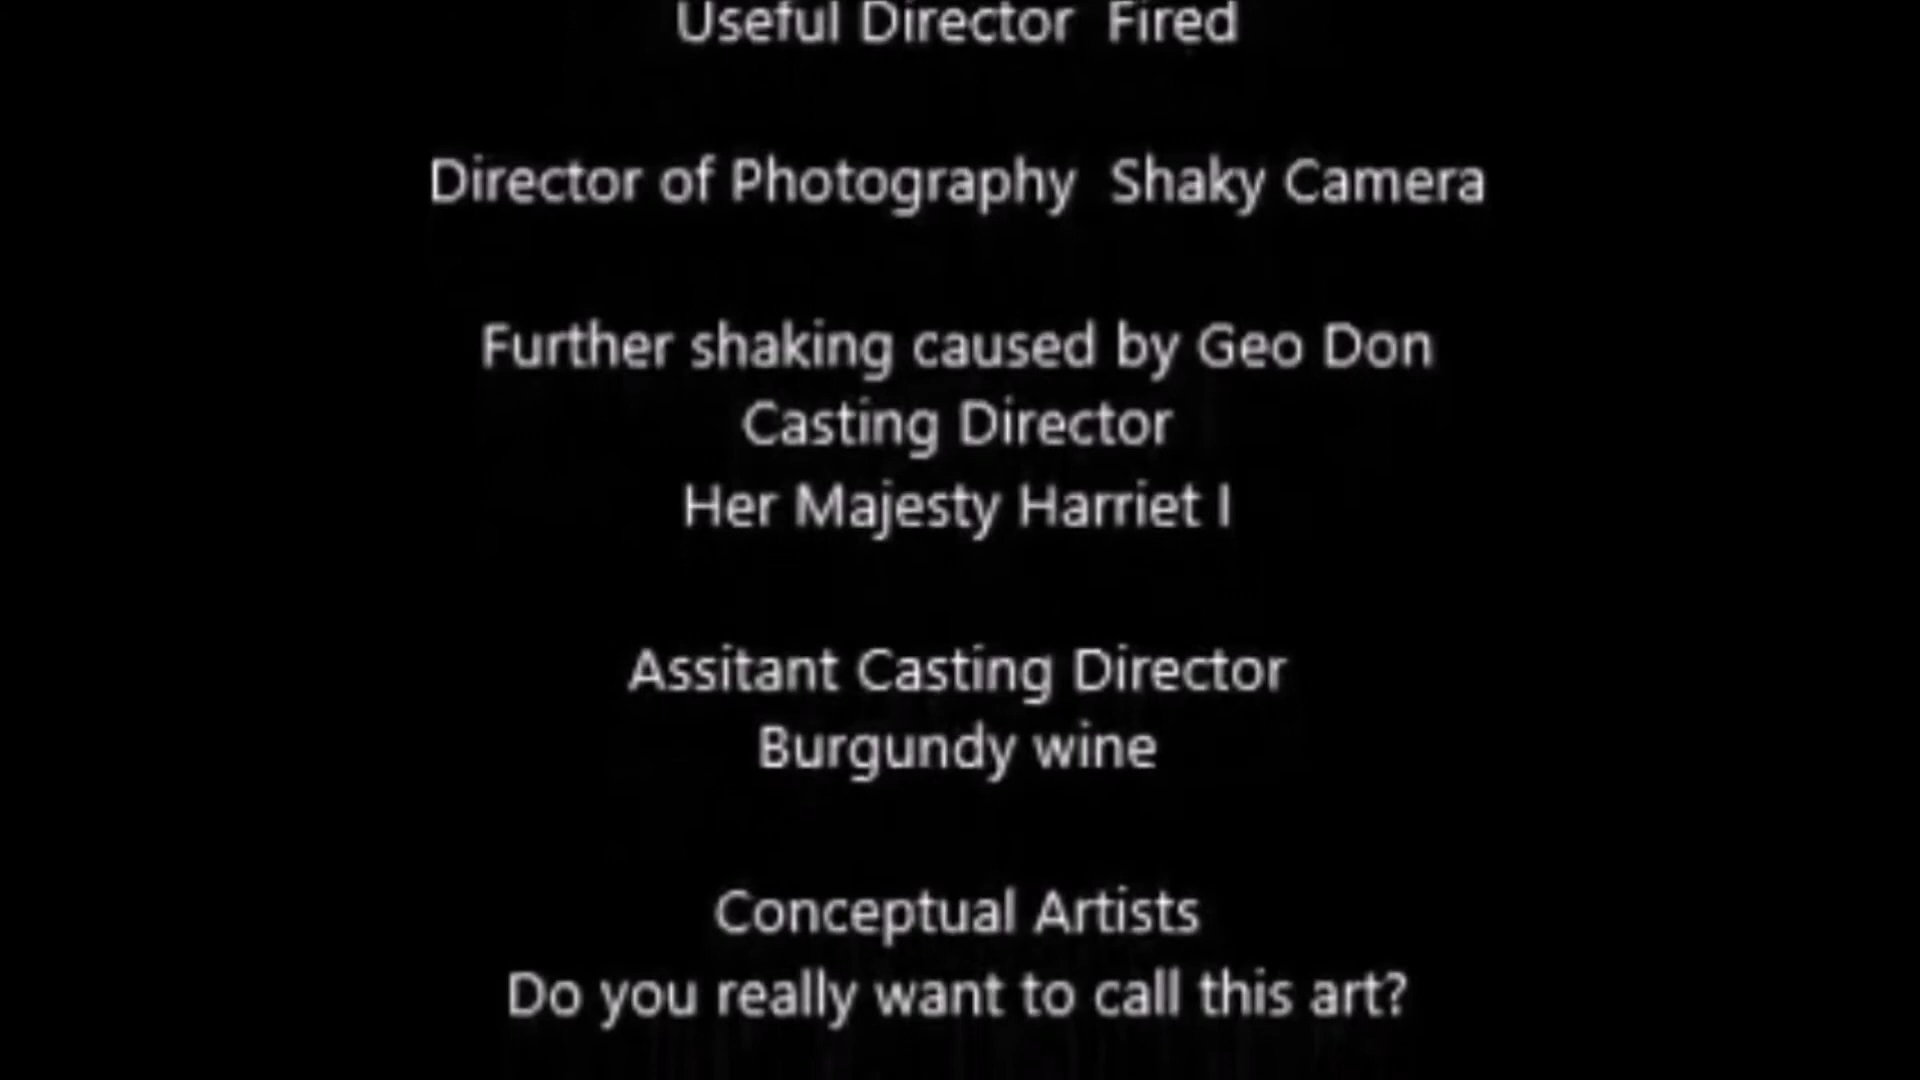 Useful Director  Fired
Director of Photography  Shaky Camera
Further shaking caused by Geo Don
Casting Director
Her Majesty Harriet I
Assitant Casting Director
Burgundy wine
Conceptual Artists
Do you really want to call this art?